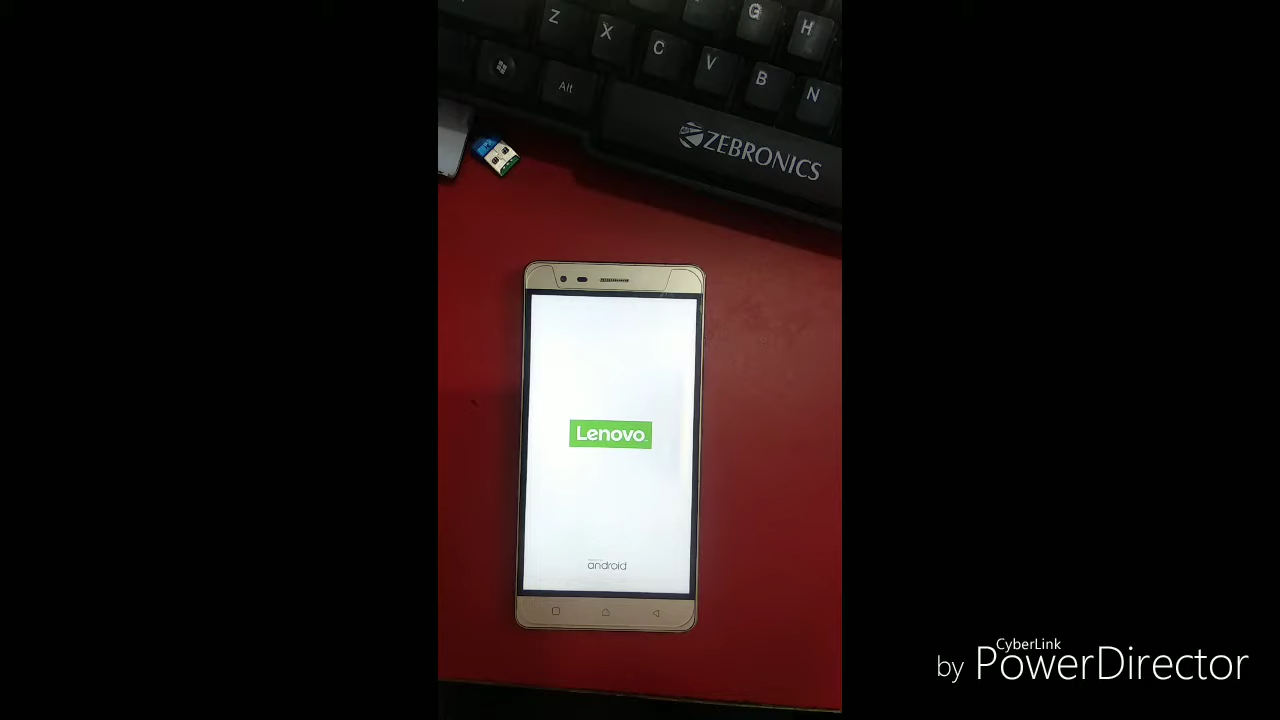 G
H
Z
X
C
V
B
N
Alt
ZEBRONICS
Lenovo
android
CyberLink
by PowerDirector